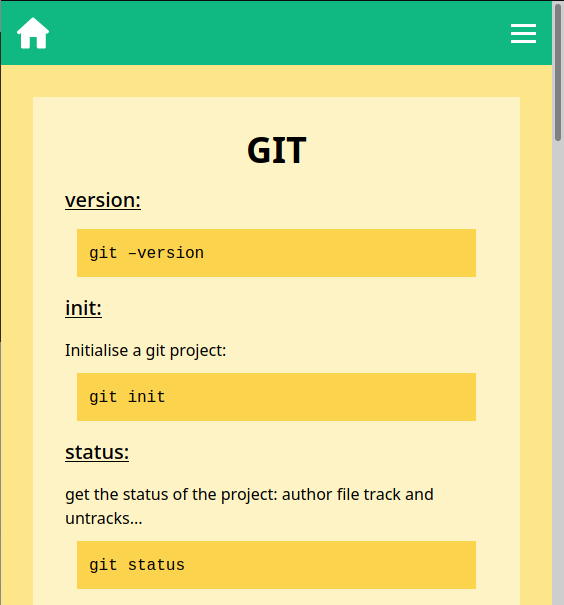 GIT
version:
git –version
init:
Initialise a git project:
git init
status:
get the status of the project: author file track and
untracks...
git status